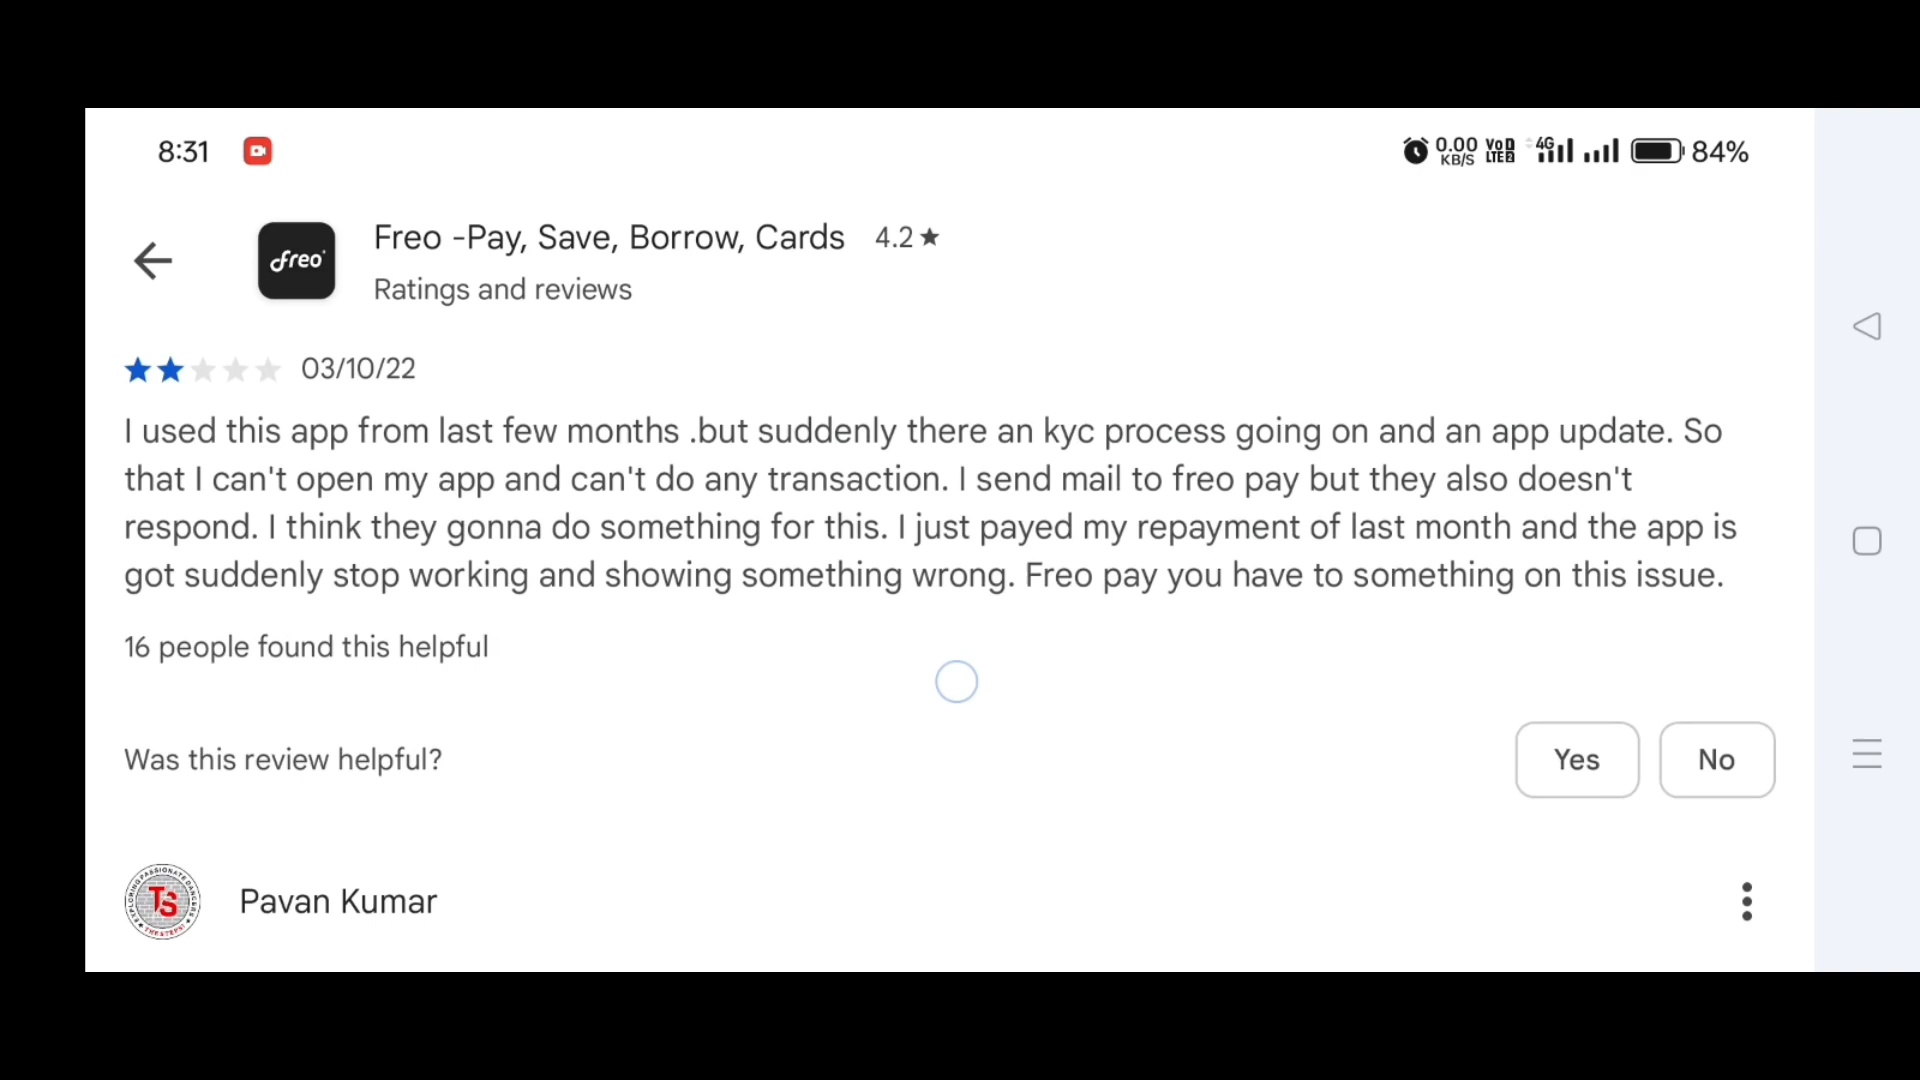 8:31
0.00 KB/S VoD LTE2 4G 84%
freo
Freo -Pay, Save, Borrow, Cards 4.2★
Ratings and reviews
03/10/22
I used this app from last few months .but suddenly there an kyc process going on and an app update. So
that I can't open my app and can't do any transaction. I send mail to freo pay but they also doesn't
respond. I think they gonna do something for this. I just payed my repayment of last month and the app is
got suddenly stop working and showing something wrong. Freo pay you have to something on this issue.
16 people found this helpful
Was this review helpful?
Yes No
TS
Pavan Kumar